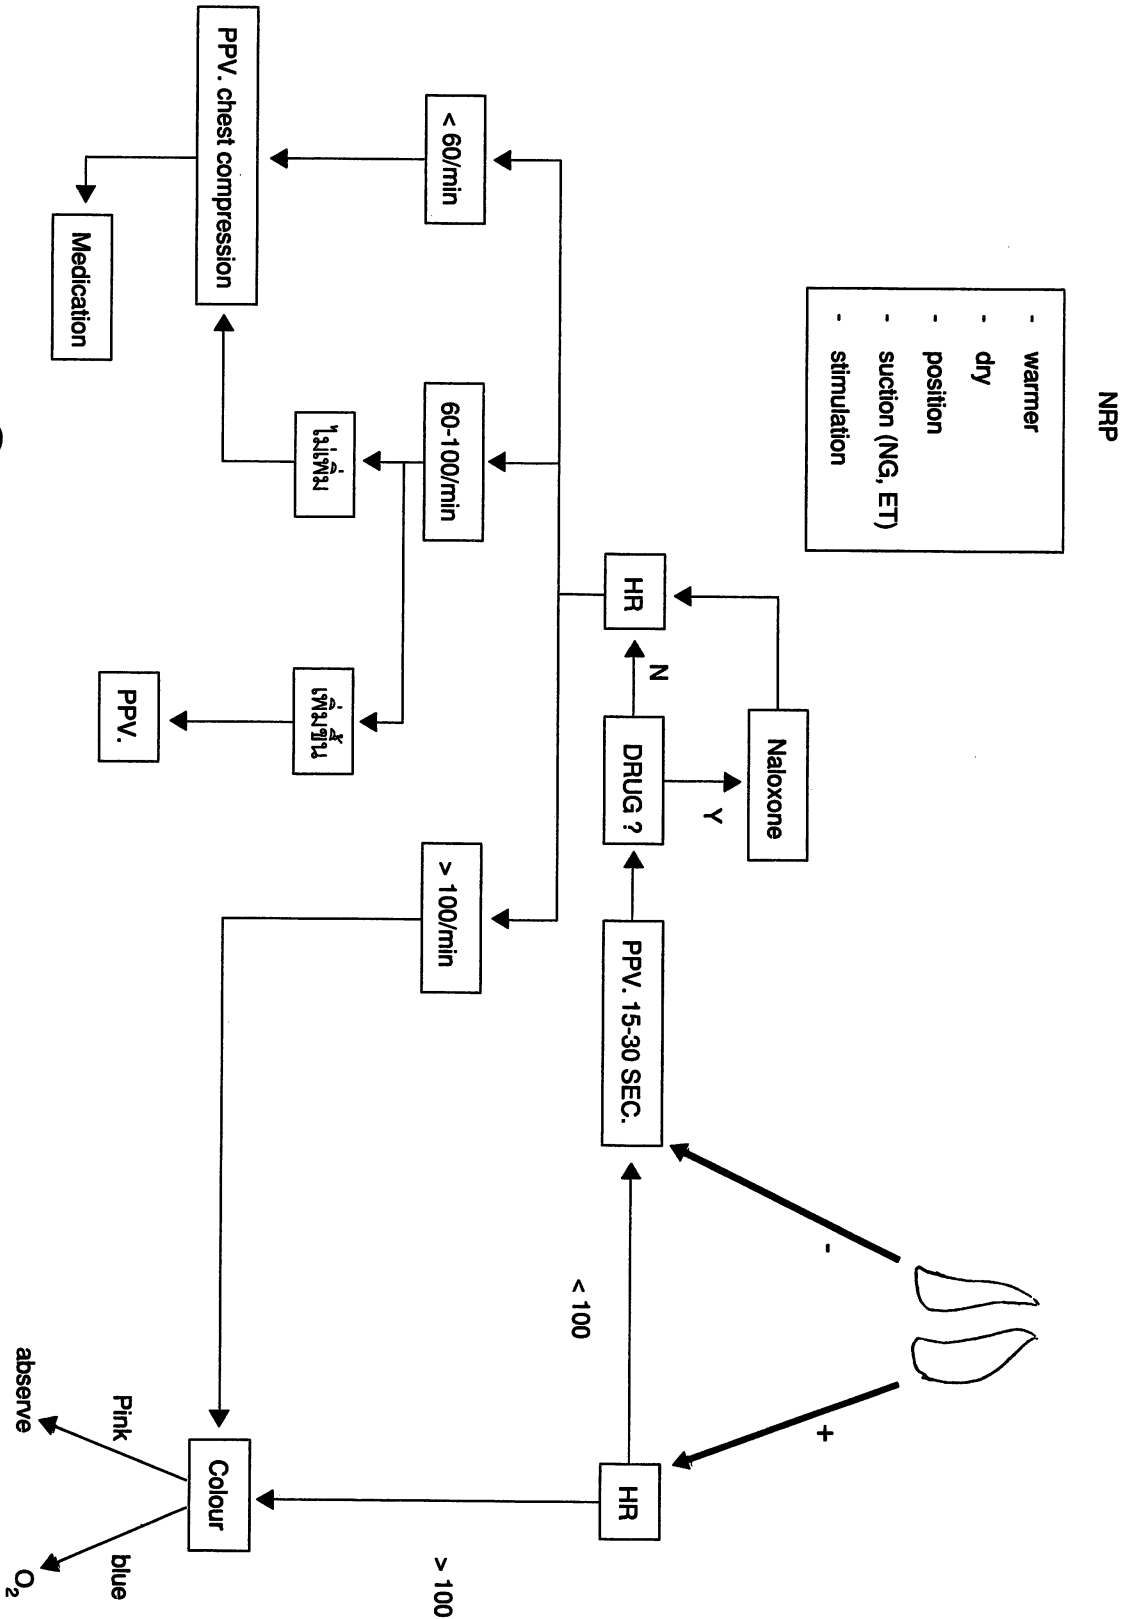 NRP
- warmer
- dry
- position
- suction (NG, ET)
- stimulation
-
+
Naloxone
Y
N
HR
DRUG ?
PPV. 15-30 SEC.
< 100
HR
> 100
< 60/min
60-100/min
> 100/min
ไม่เพิ่ม
เพิ่มขึ้น
PPV. chest compression
PPV.
Colour
Medication
Pink
blue
abserve
O₂